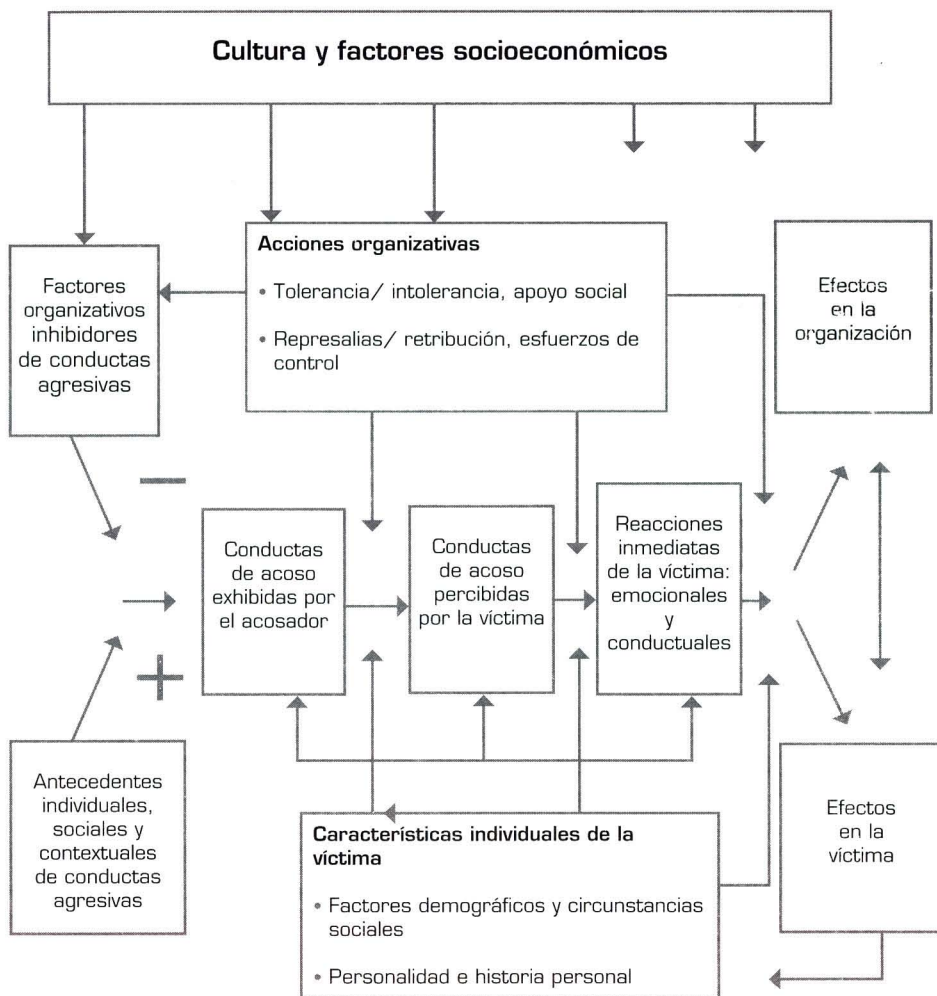 Cultura y factores socioeconómicos
Acciones organizativas
• Tolerancia/ intolerancia, apoyo social
• Represalias/ retribución, esfuerzos de
control
Factores
organizativos
inhibidores
de conductas
agresivas
Efectos
en la
organización
−
Conductas
de acoso
exhibidas por
el acosador
Conductas
de acoso
percibidas
por la víctima
Reacciones
inmediatas
de la víctima:
emocionales
y
conductuales
+
Antecedentes
individuales,
sociales y
contextuales
de conductas
agresivas
Características individuales de la
víctima
• Factores demográficos y circunstancias
sociales
• Personalidad e historia personal
Efectos
en la
víctima